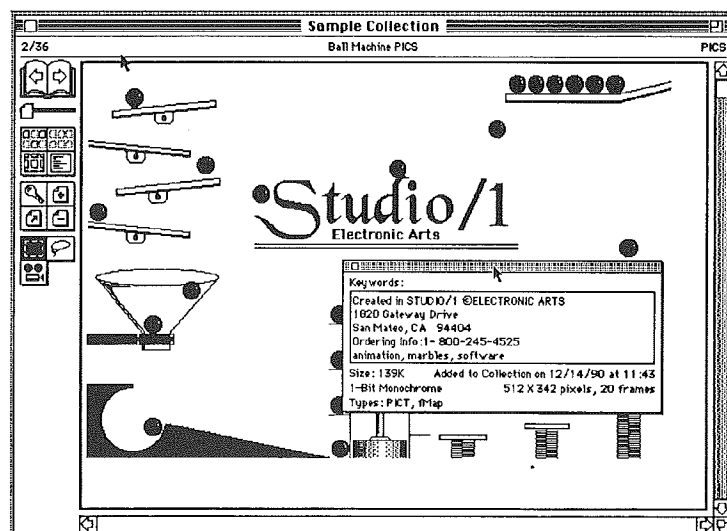 Sample Collection
2/36 Ball Machine PICS PICS
Studio/1
Electronic Arts
Keywords:
Created in STUDIO/1 ©ELECTRONIC ARTS
1820 Gateway Drive
San Mateo, CA 94404
Ordering Info:1-800-245-4525
animation, marbles, software
Size: 139K Added to Collection on 12/14/90 at 11:43
1-Bit Monochrome 512 X 342 pixels, 20 frames
Types: PICT, fMap